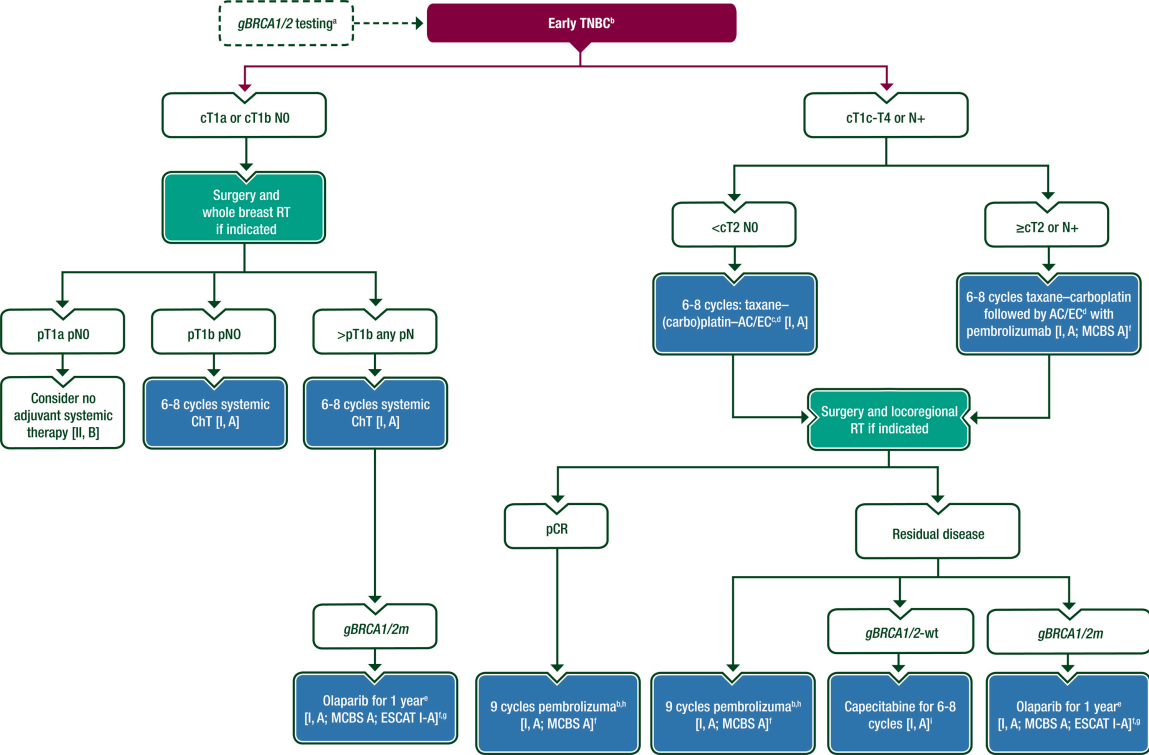 gBRCA1/2 testingᵃ
Early TNBCᵇ
cT1a or cT1b N0
cT1c-T4 or N+
Surgery and
whole breast RT
if indicated
<cT2 N0
≥cT2 or N+
6-8 cycles: taxane–
(carbo)platin–AC/ECᶜ,ᵈ [I, A]
6-8 cycles taxane–carboplatin
followed by AC/ECᵈ with
pembrolizumab [I, A; MCBS A]ᶠ
pT1a pN0
pT1b pN0
>pT1b any pN
Consider no
adjuvant systemic
therapy [II, B]
6-8 cycles systemic
ChT [I, A]
6-8 cycles systemic
ChT [I, A]
Surgery and locoregional
RT if indicated
pCR
Residual disease
gBRCA1/2m
gBRCA1/2-wt
gBRCA1/2m
Olaparib for 1 yearᵉ
[I, A; MCBS A; ESCAT I-A]ᶠ,ᵍ
9 cycles pembrolizumaᵇ,ʰ
[I, A; MCBS A]ᶠ
9 cycles pembrolizumaᵇ,ʰ
[I, A; MCBS A]ᶠ
Capecitabine for 6-8
cycles [I, A]ⁱ
Olaparib for 1 yearᵉ
[I, A; MCBS A; ESCAT I-A]ᶠ,ᵍ